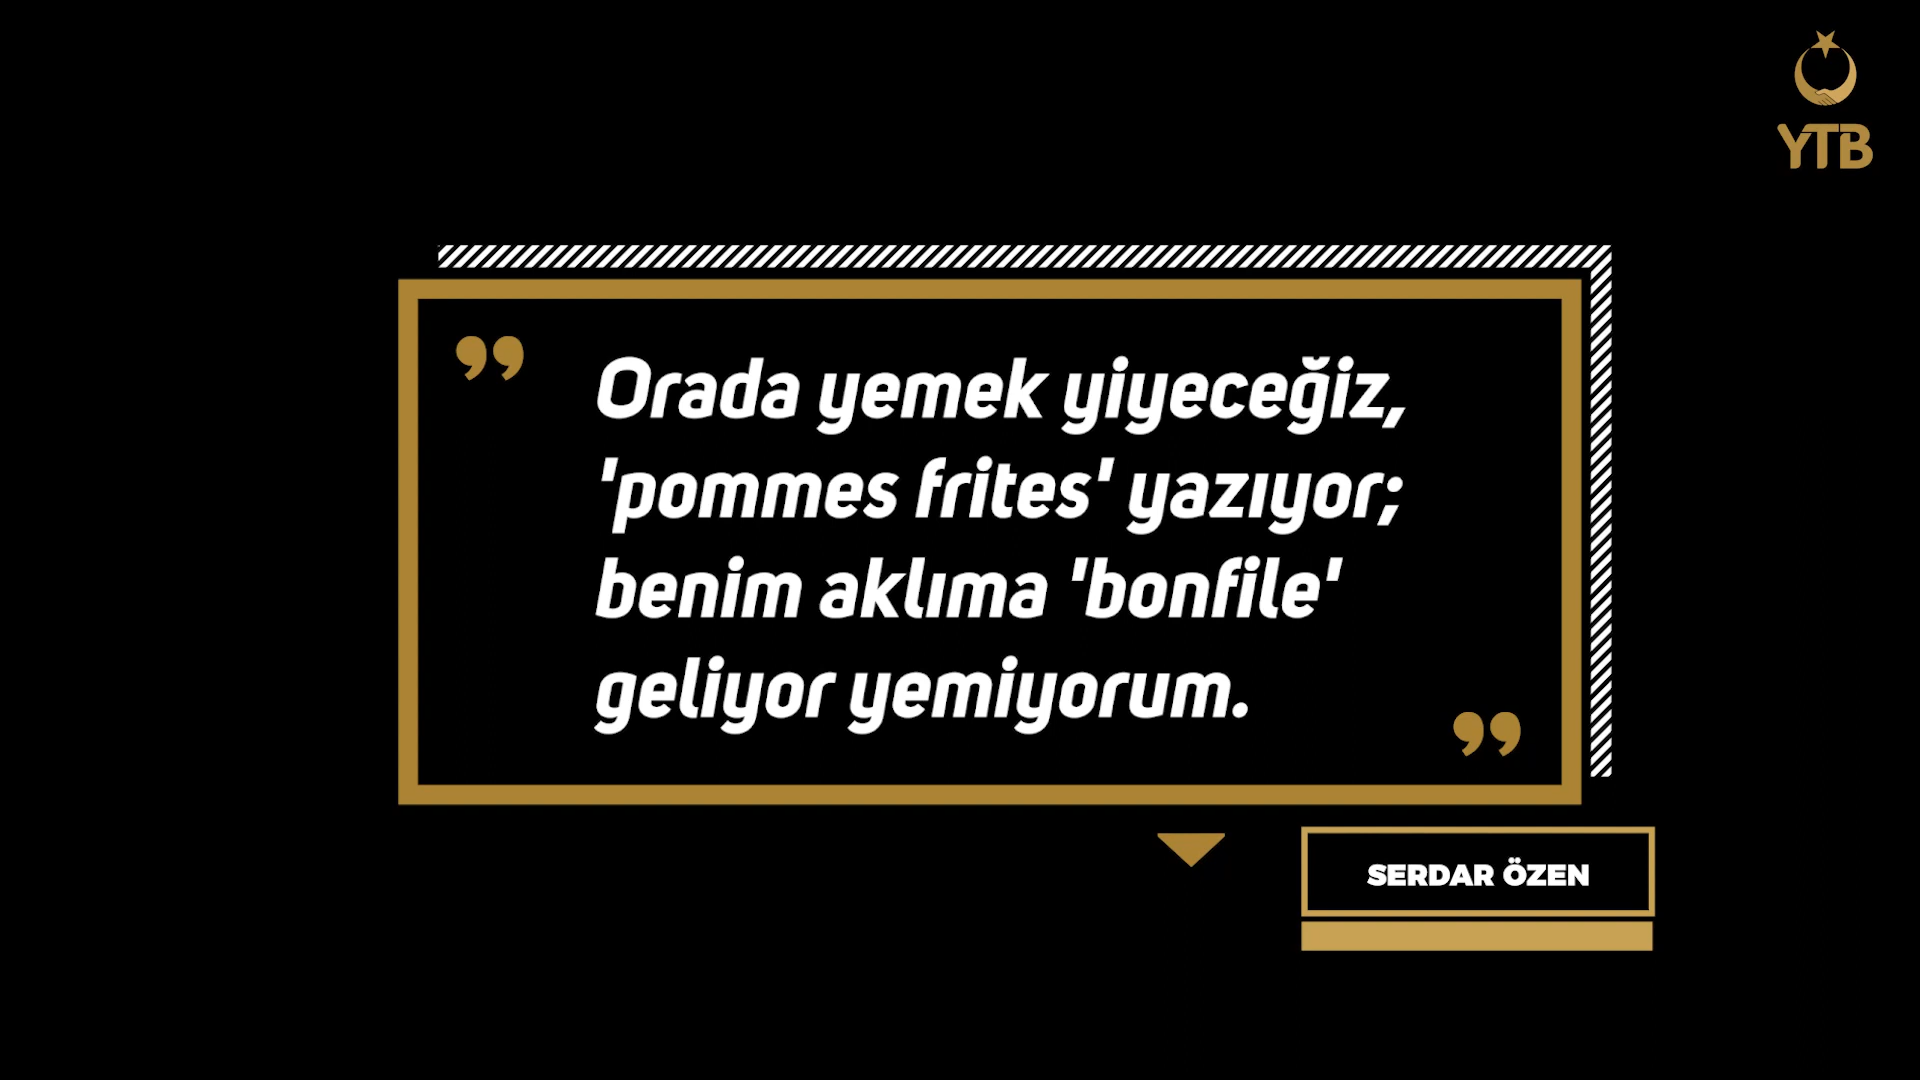 YTB
" Orada yemek yiyeceğiz,
'pommes frites' yazıyor;
benim aklıma 'bonfile'
geliyor yemiyorum. "
SERDAR ÖZEN